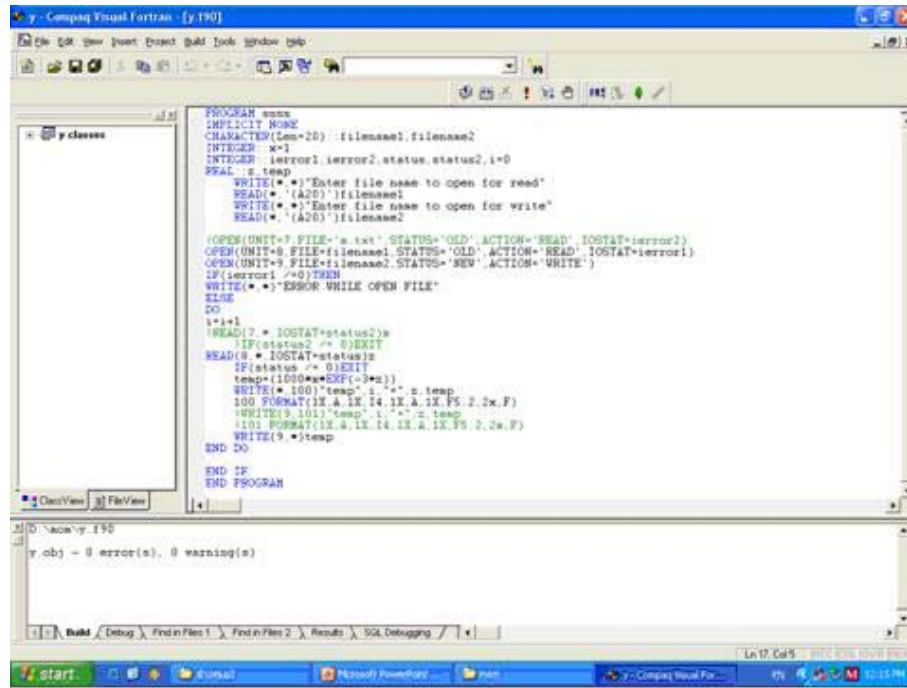 y - Compaq Visual Fortran - [y.f90]
File Edit View Insert Project Build Tools Window Help
y classes
PROGRAM
IMPLICIT NONE
CHARACTER(Len=20)::filename1,filename2
INTEGER::x=1
INTEGER::ierror1,ierror2,status,status2,i=0
REAL::z,temp
WRITE(*,*)"Enter file name to open for read"
READ(*,'(A20)')filename1
WRITE(*,*)"Enter file name to open for write"
READ(*,'(A20)')filename2
!OPEN(UNIT=7,FILE='m.txt',STATUS='OLD',ACTION='READ',IOSTAT=ierror2)
OPEN(UNIT=8,FILE=filename1,STATUS='OLD',ACTION='READ',IOSTAT=ierror1)
OPEN(UNIT=9,FILE=filename2,STATUS='NEW',ACTION='WRITE')
IF(ierror1 /=0)THEN
WRITE(*,*)"ERROR WHILE OPEN FILE"
ELSE
DO
i=i+1
!READ(7,*,IOSTAT=status2)x
!IF(status2 /= 0)EXIT
READ(8,*,IOSTAT=status)z
IF(status /= 0)EXIT
temp=(1000*x*EXP(-3*z))
WRITE(*,100)"temp",i,"=",z,temp
100 FORMAT(1X,A,1X,I4,1X,A,1X,F5.2,2x,F)
!WRITE(9,101)"temp",i,"=",z,temp
!101 FORMAT(1X,A,1X,I4,1X,A,1X,F5.2,2x,F)
WRITE(9,*)temp
END DO
END IF
END PROGRAM
ClassView FileView
D:\mom\y.f90
y.obj - 0 error(s), 0 warning(s)
Build Debug Find in Files 1 Find in Files 2 Results SQL Debugging
Ln 17, Col 5
start Microsoft PowerPoint ... mom y - Compaq Visual For... EN 12:15 PM